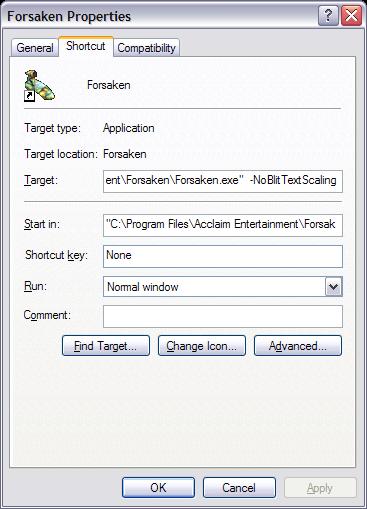 Forsaken Properties
General Shortcut Compatibility
Forsaken
Target type: Application
Target location: Forsaken
Target: ent\Forsaken\Forsaken.exe" -NoBlitTextScaling
Start in: "C:\Program Files\Acclaim Entertainment\Forsak
Shortcut key: None
Run: Normal window
Comment:
Find Target... Change Icon... Advanced...
OK Cancel Apply